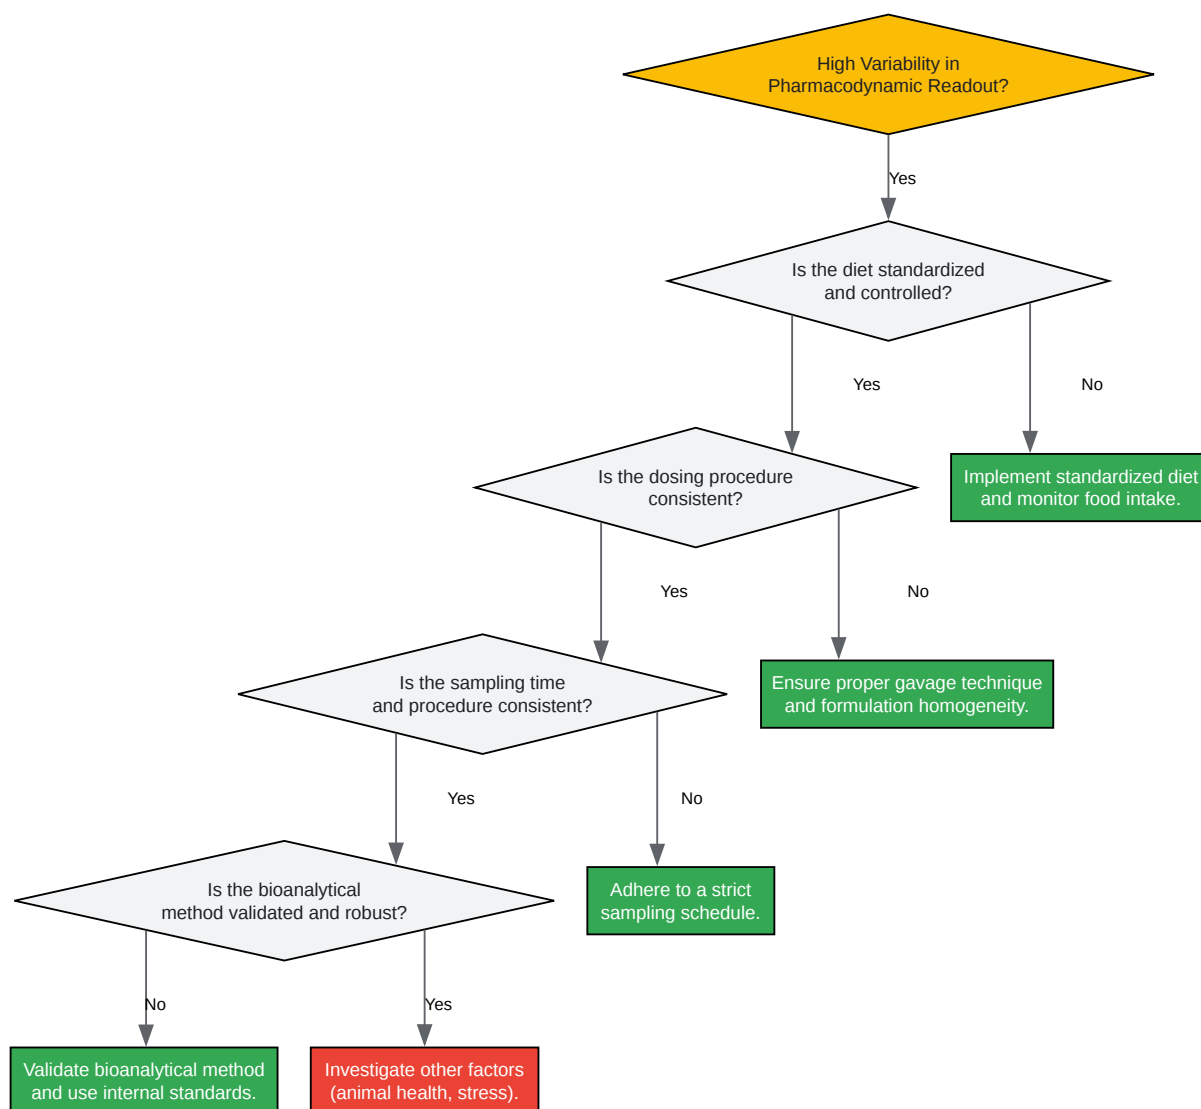 High Variability in
Pharmacodynamic Readout?
Yes
Is the diet standardized
and controlled?
Yes
No
Is the dosing procedure
consistent?
Implement standardized diet
and monitor food intake.
Yes
No
Is the sampling time
and procedure consistent?
Ensure proper gavage technique
and formulation homogeneity.
Yes
No
Is the bioanalytical
method validated and robust?
Adhere to a strict
sampling schedule.
No
Yes
Validate bioanalytical method
and use internal standards.
Investigate other factors
(animal health, stress).